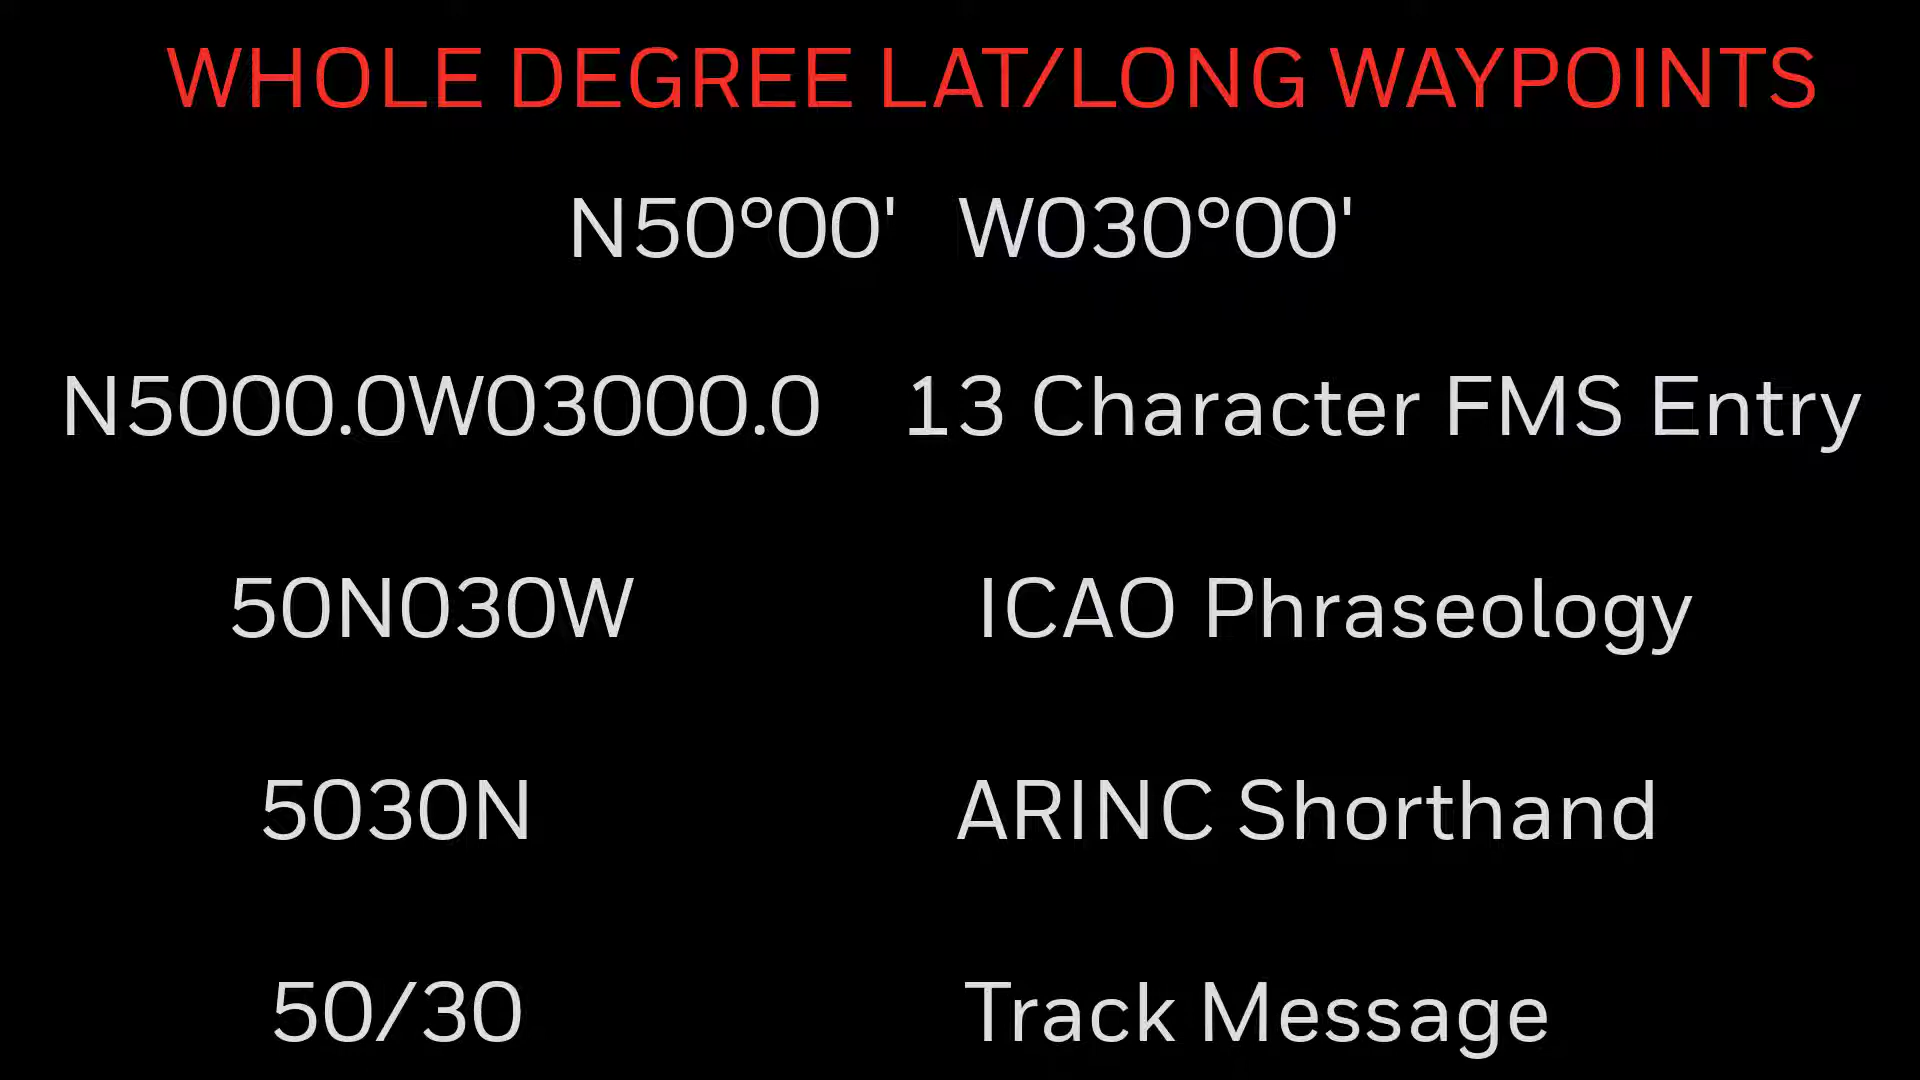 WHOLE DEGREE LAT/LONG WAYPOINTS
N50°00' W030°00'
N5000.0W03000.0 13 Character FMS Entry
50N030W ICAO Phraseology
5030N ARINC Shorthand
50/30 Track Message